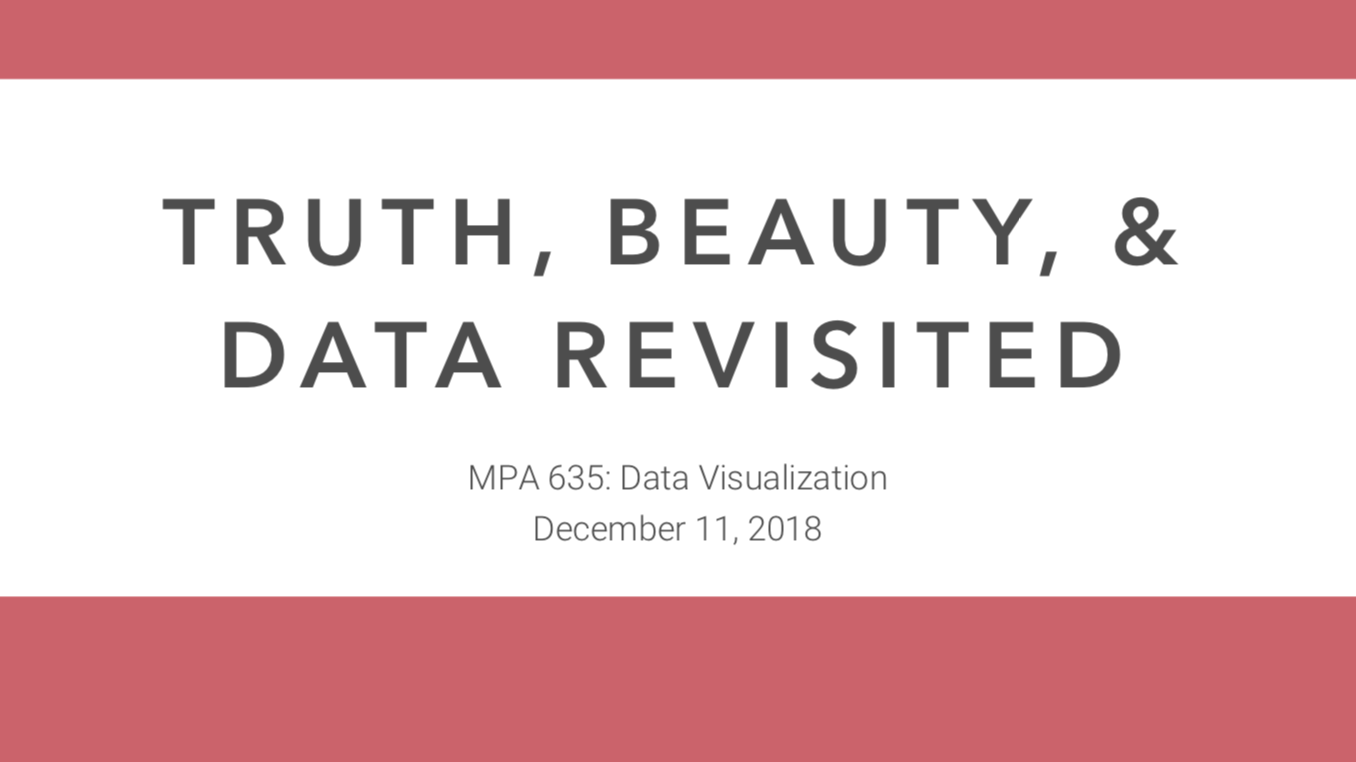 TRUTH, BEAUTY, &
DATA REVISITED
MPA 635: Data Visualization
December 11, 2018